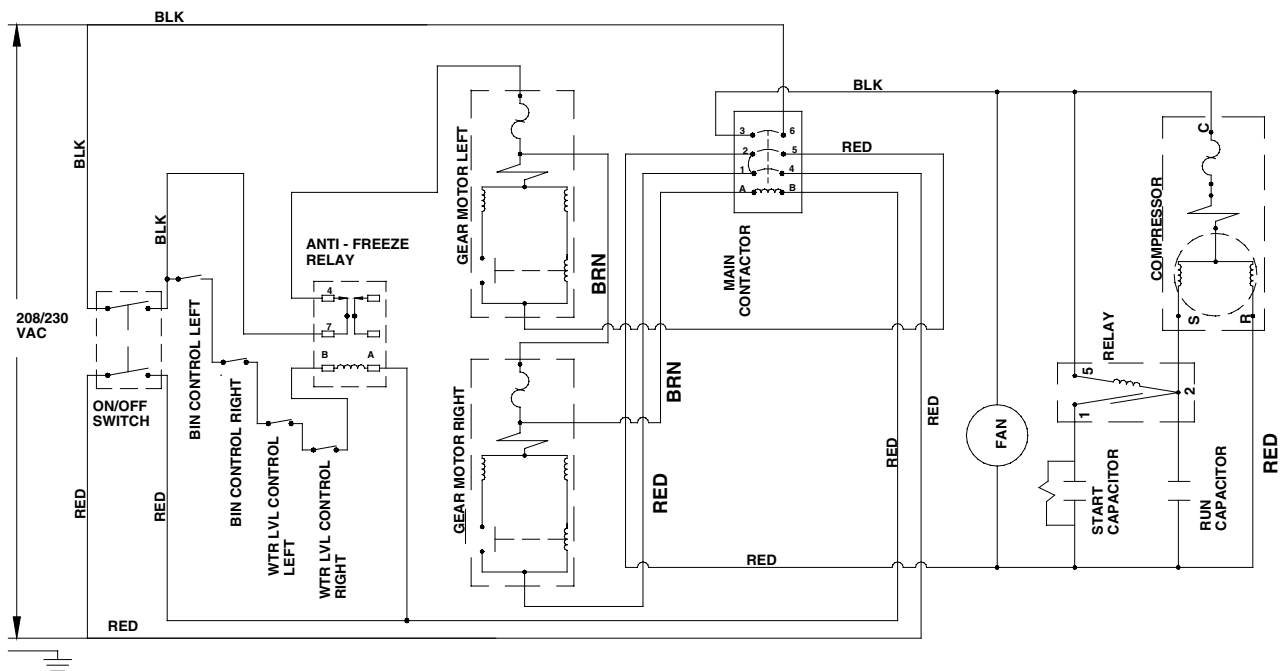 BLK
BLK
BLK
BLK
208/230
VAC
ON/OFF
SWITCH
RED
RED
RED
BIN CONTROL LEFT
BIN CONTROL RIGHT
WTR LVL CONTROL
LEFT
WTR LVL CONTROL
RIGHT
ANTI - FREEZE
RELAY
4
7
B
A
GEAR MOTOR LEFT
GEAR MOTOR RIGHT
BRN
BRN
RED
MAIN
CONTACTOR
3
6
2
5
1
4
A
B
RED
RED
RED
RED
FAN
COMPRESSOR
C
S
R
RELAY
5
2
1
START
CAPACITOR
RUN
CAPACITOR
RED